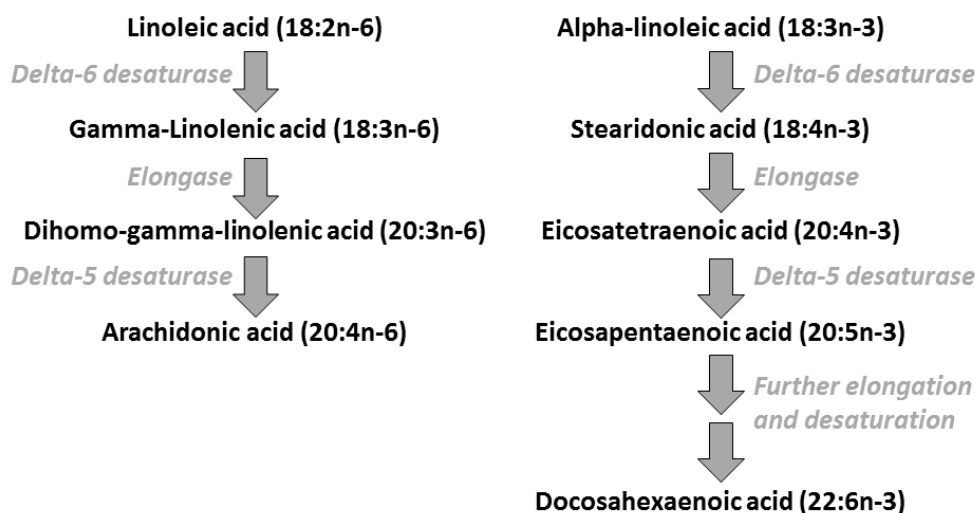 Linoleic acid (18:2n-6)
Delta-6 desaturase
Gamma-Linolenic acid (18:3n-6)
Elongase
Dihomo-gamma-linolenic acid (20:3n-6)
Delta-5 desaturase
Arachidonic acid (20:4n-6)
Alpha-linoleic acid (18:3n-3)
Delta-6 desaturase
Stearidonic acid (18:4n-3)
Elongase
Eicosatetraenoic acid (20:4n-3)
Delta-5 desaturase
Eicosapentaenoic acid (20:5n-3)
Further elongation
and desaturation
Docosahexaenoic acid (22:6n-3)